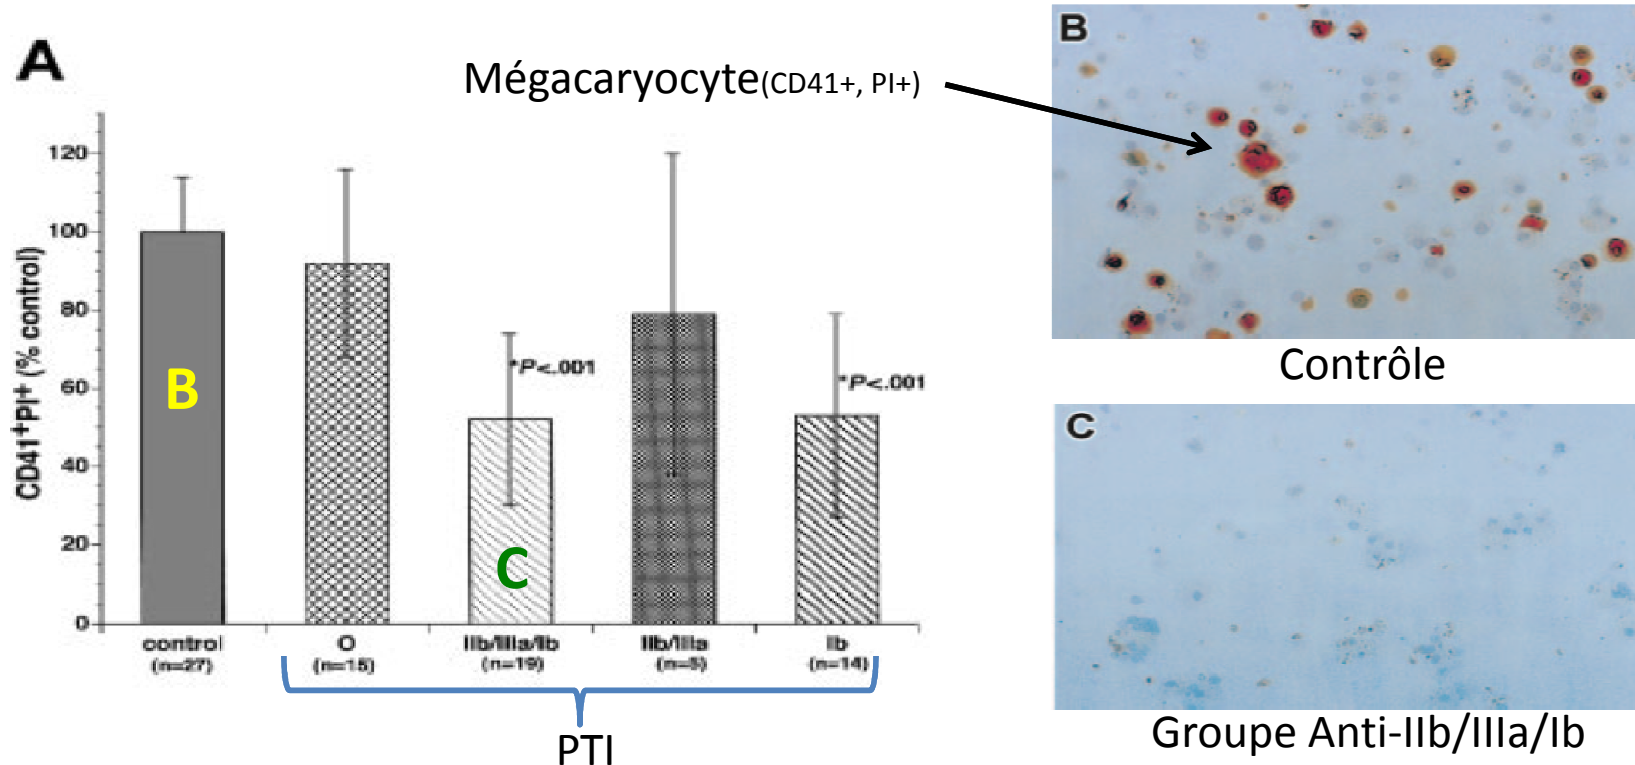 A
Mégacaryocyte(CD41+, PI+)
B
CD41+PI+ (% control)
120
100
80
60
40
20
0
B
C
*P<.001
*P<.001
control
(n=27)
O
(n=15)
IIb/IIIa/Ib
(n=19)
IIb/IIIa
(n=5)
Ib
(n=14)
PTI
Contrôle
C
Groupe Anti-IIb/IIIa/Ib